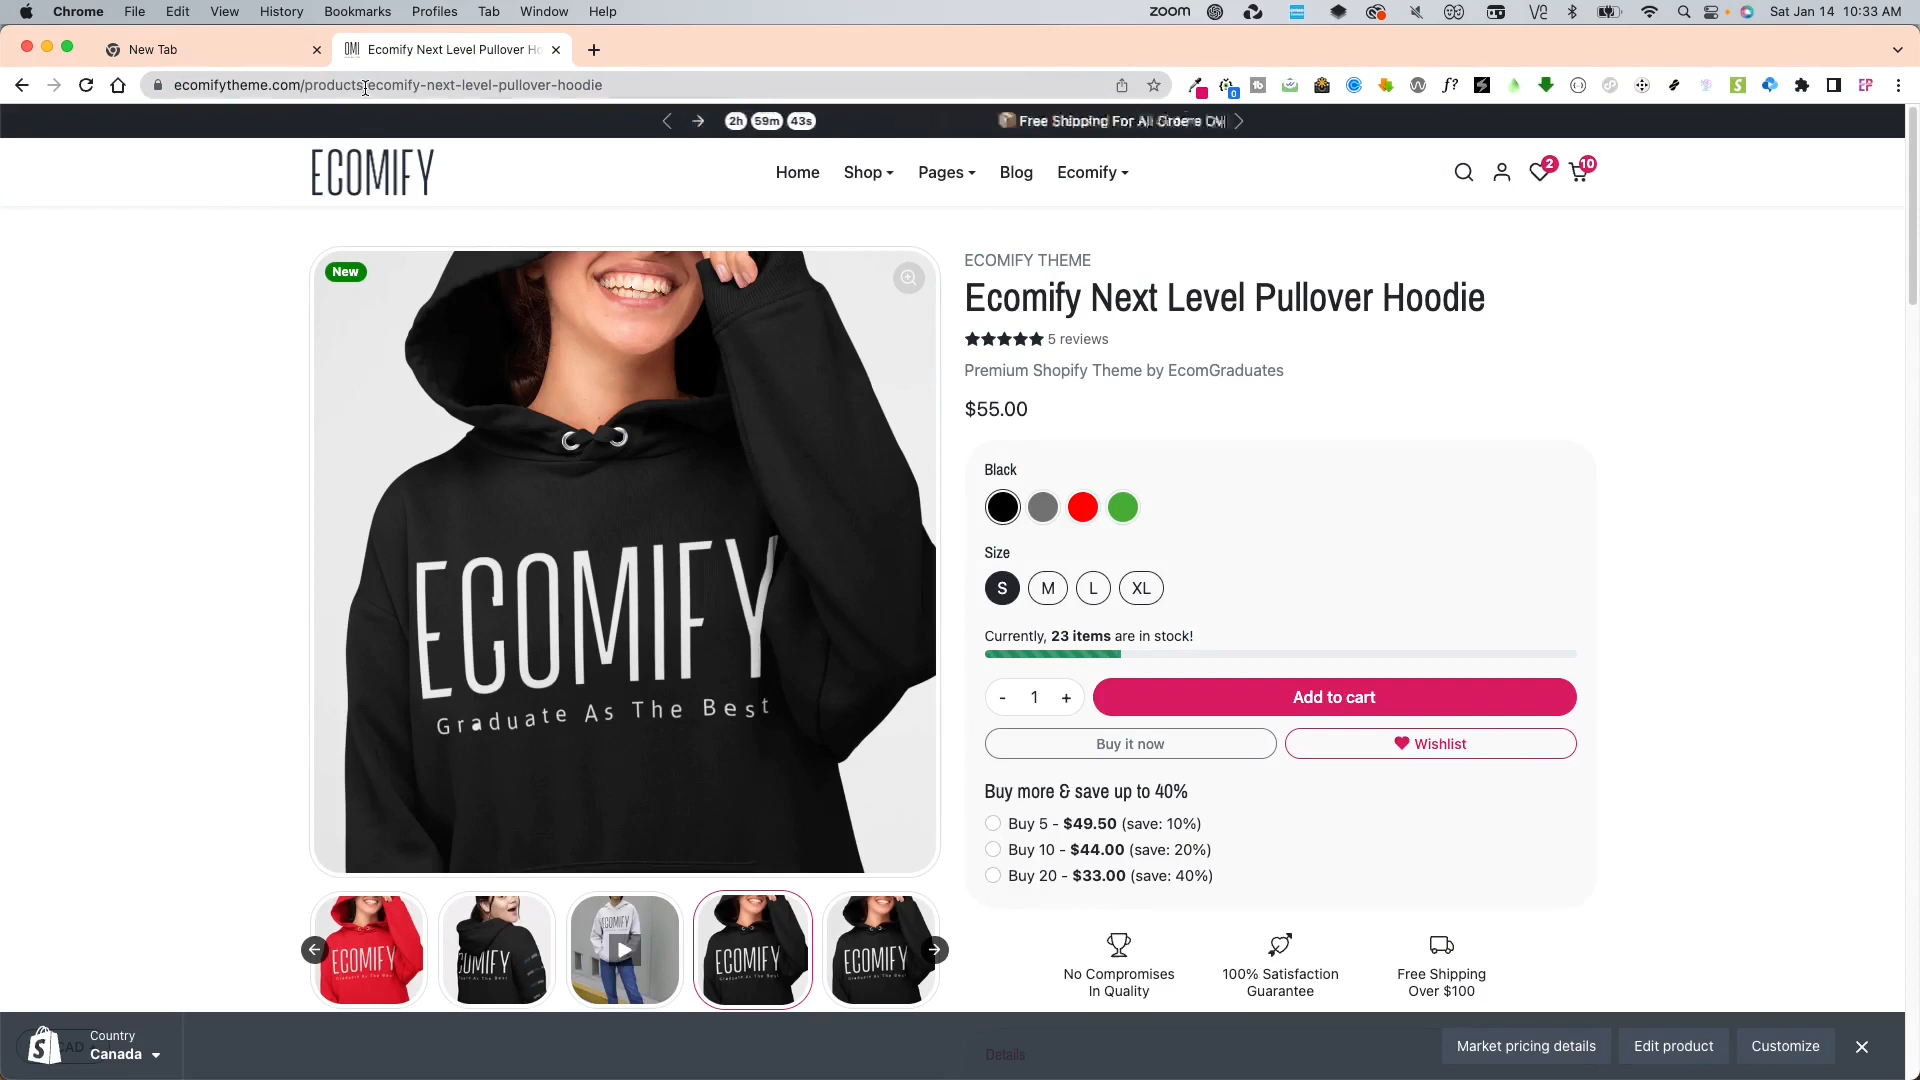 Chrome File Edit View History Bookmarks Profiles Tab Window Help
zoom
Sat Jan 14 10:33 AM
New Tab
Ecomify Next Level Pullover Ho
ecomifytheme.com/products/ecomify-next-level-pullover-hoodie
2h 59m 43s
Free Shipping For All Orders
ECOMIFY
Home Shop Pages Blog Ecomify
2
10
New
ECOMIFY
Graduate As The Best
ECOMIFY THEME
Ecomify Next Level Pullover Hoodie
5 reviews
Premium Shopify Theme by EcomGraduates
$55.00
Black
Size
S M L XL
Currently, 23 items are in stock!
- 1 +
Add to cart
Buy it now
Wishlist
Buy more & save up to 40%
Buy 5 - $49.50 (save: 10%)
Buy 10 - $44.00 (save: 20%)
Buy 20 - $33.00 (save: 40%)
No Compromises
In Quality
100% Satisfaction
Guarantee
Free Shipping
Over $100
ECOMIFY
ECOMIFY
ECOMIFY
ECOMIFY
Country
Canada
CAD
Details
Market pricing details
Edit product
Customize